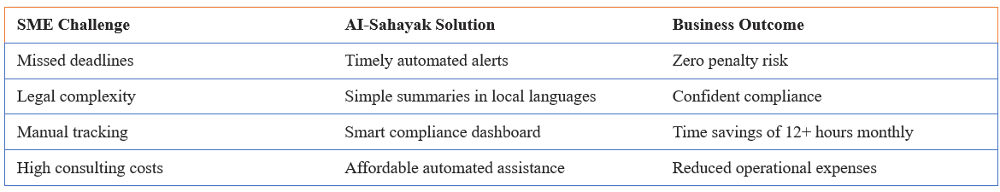 SME Challenge AI-Sahayak Solution Business Outcome
Missed deadlines Timely automated alerts Zero penalty risk
Legal complexity Simple summaries in local languages Confident compliance
Manual tracking Smart compliance dashboard Time savings of 12+ hours monthly
High consulting costs Affordable automated assistance Reduced operational expenses